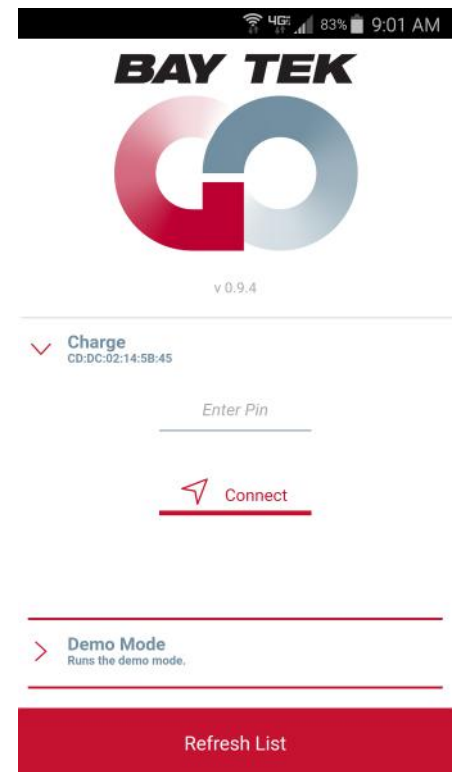 4G 83% 9:01 AM
BAY TEK
GO
v 0.9.4
Charge
CD:DC:02:14:5B:45
Enter Pin
Connect
Demo Mode
Runs the demo mode.
Refresh List